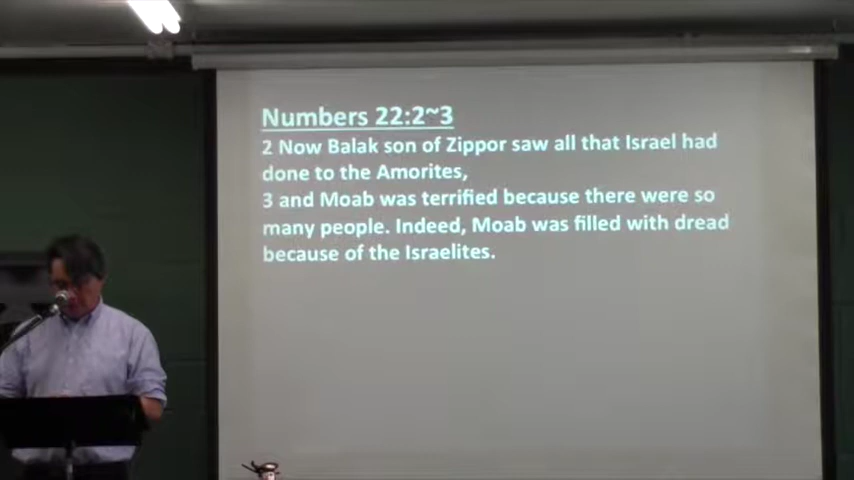 Numbers 22:2~3
2 Now Balak son of Zippor saw all that Israel had
done to the Amorites,
3 and Moab was terrified because there were so
many people. Indeed, Moab was filled with dread
because of the Israelites.